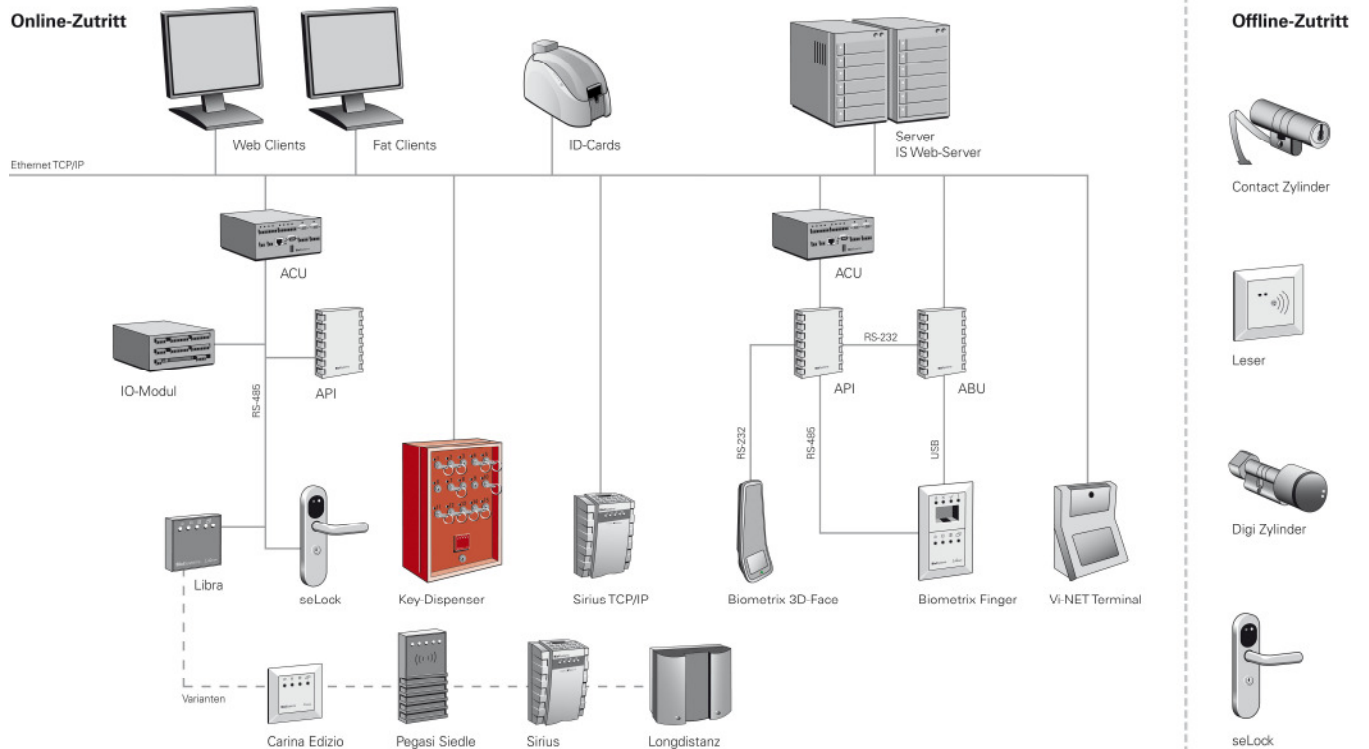 Online-Zutritt
Offline-Zutritt
Web Clients
Fat Clients
ID-Cards
Server
IS Web-Server
Ethernet TCP/IP
Contact Zylinder
ACU
ACU
IO-Modul
API
RS-485
RS-232
API
ABU
Leser
RS-232
RS-485
USB
Libra
seLock
Key-Dispenser
Sirius TCP/IP
Biometrix 3D-Face
Biometrix Finger
Vi-NET Terminal
Digi Zylinder
Varianten
Carina Edizio
Pegasi Siedle
Sirius
Longdistanz
seLock